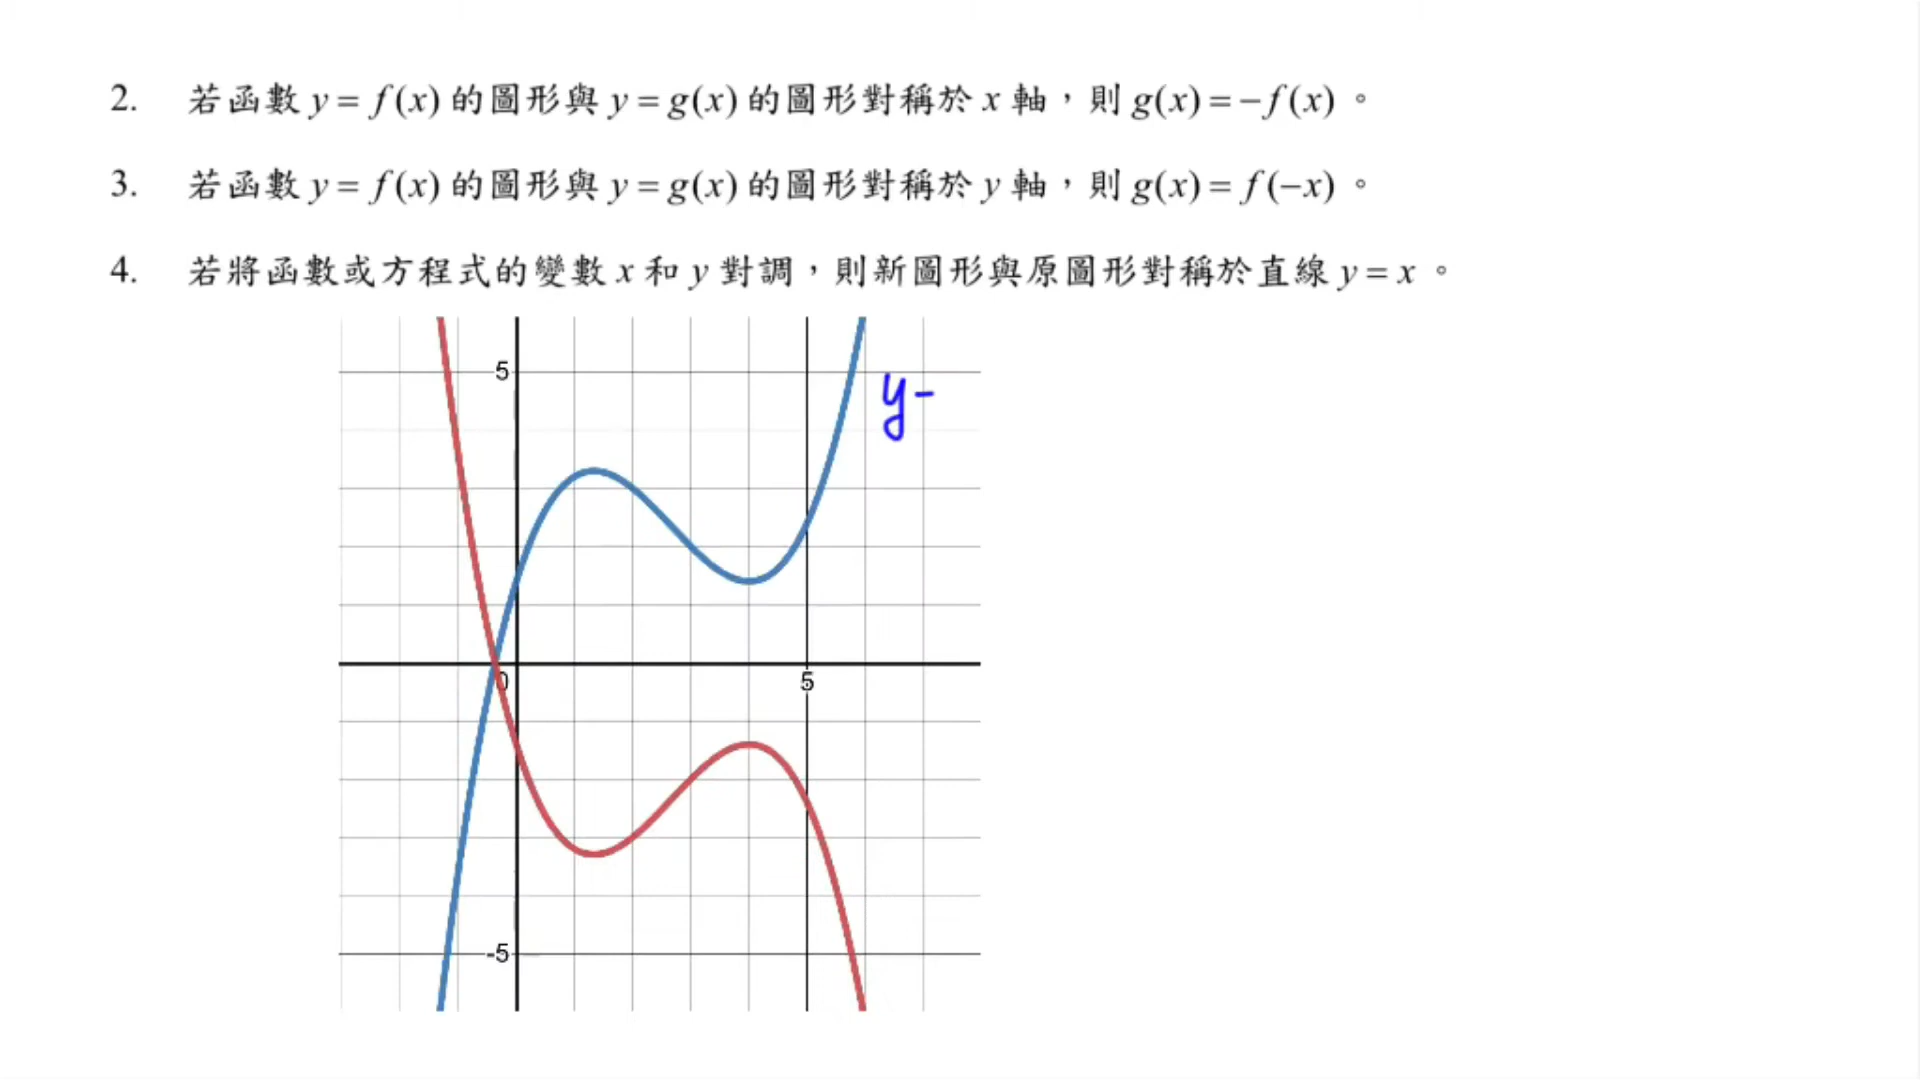 2. 若函數 y = f(x) 的圖形與 y = g(x) 的圖形對稱於 x 軸，則 g(x) = −f(x)。
3. 若函數 y = f(x) 的圖形與 y = g(x) 的圖形對稱於 y 軸，則 g(x) = f(−x)。
4. 若將函數或方程式的變數 x 和 y 對調，則新圖形與原圖形對稱於直線 y = x。
5
y-
0
5
-5